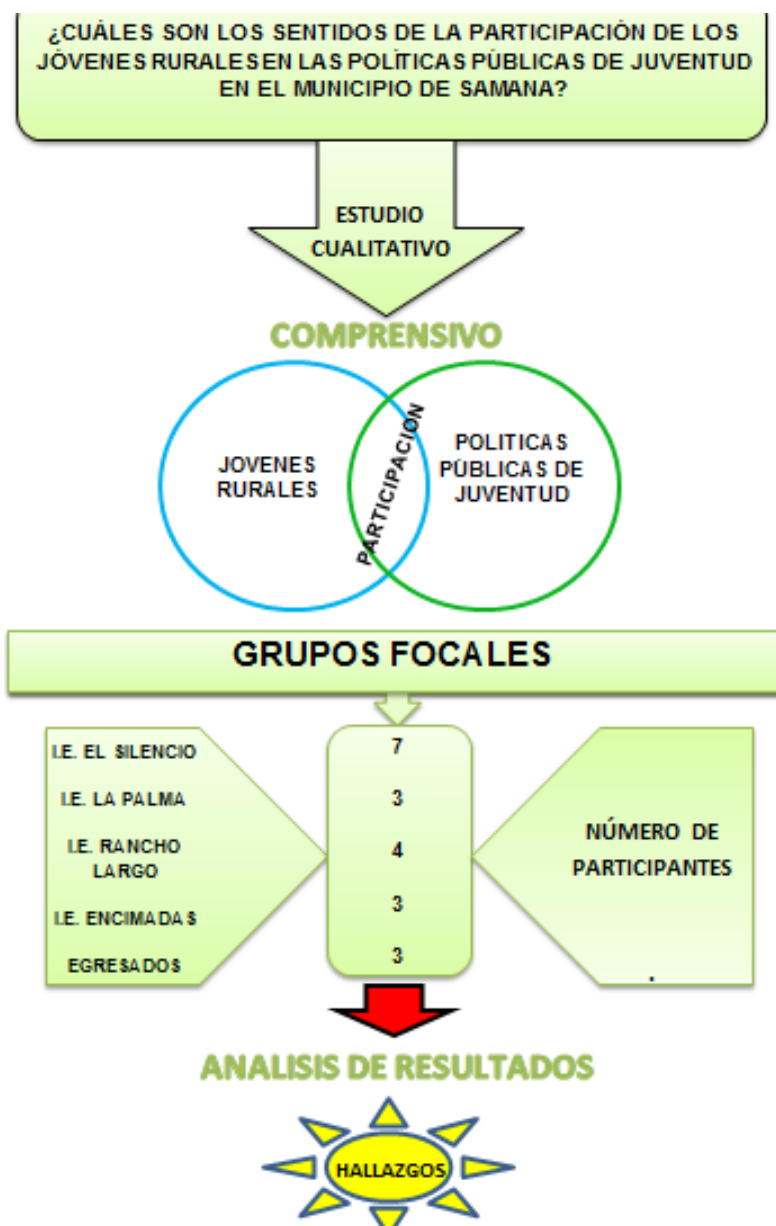 ¿CUÁLES SON LOS SENTIDOS DE LA PARTICIPACIÓN DE LOS
JÓVENES RURALES EN LAS POLÍTICAS PÚBLICAS DE JUVENTUD
EN EL MUNICIPIO DE SAMANA?
ESTUDIO
CUALITATIVO
COMPRENSIVO
JOVENES
RURALES
PARTICIPACION
POLITICAS
PÚBLICAS DE
JUVENTUD
GRUPOS FOCALES
I.E. EL SILENCIO
I.E. LA PALMA
I.E. RANCHO
LARGO
I.E. ENCIMADAS
EGRESADOS
7
3
4
3
3
NÚMERO DE
PARTICIPANTES
.
ANALISIS DE RESULTADOS
HALLAZGOS